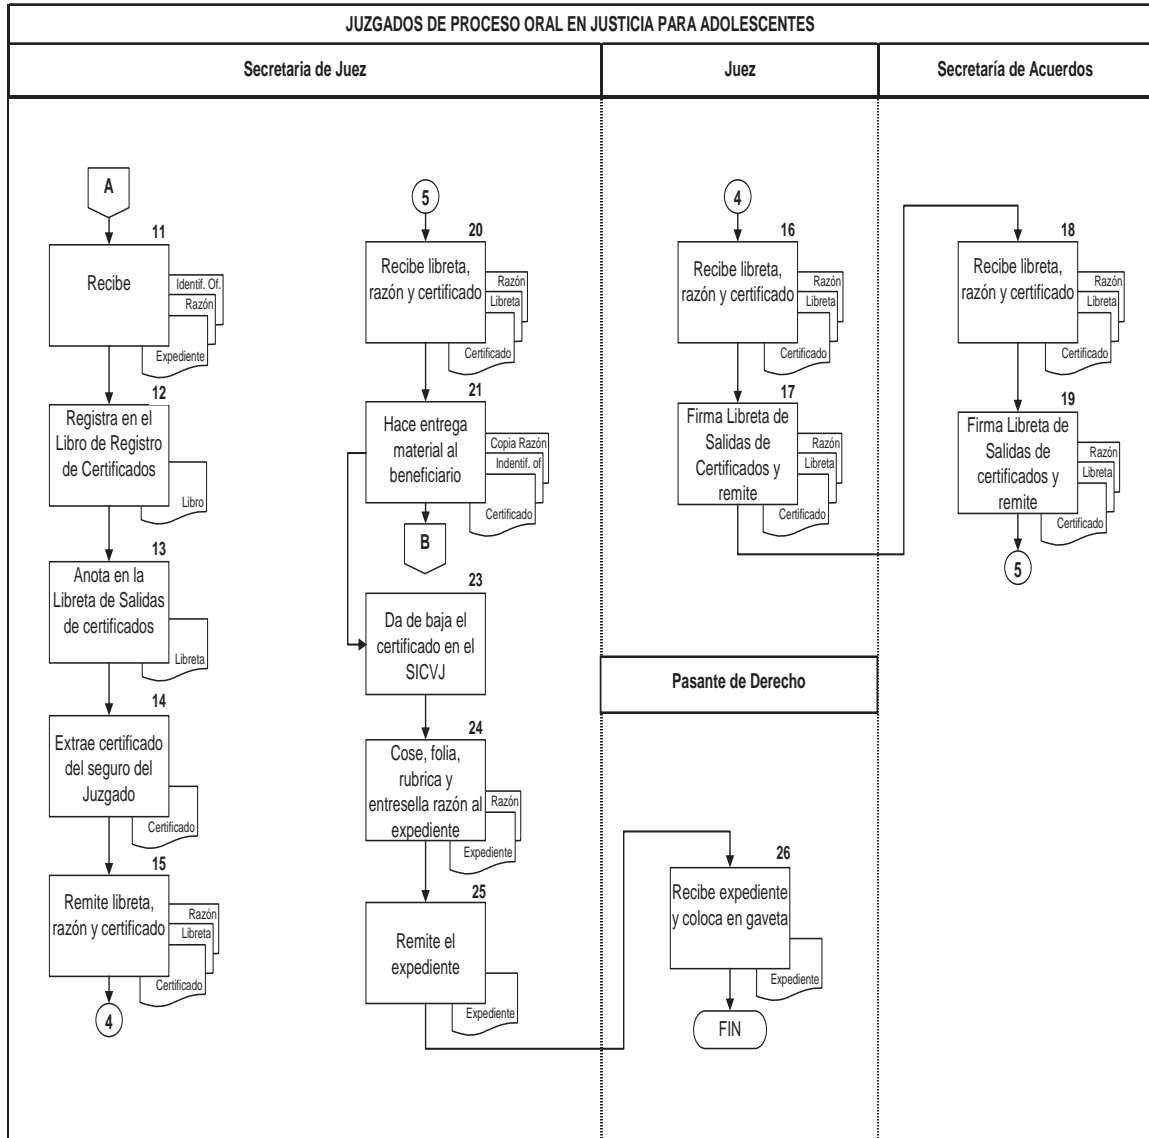 JUZGADOS DE PROCESO ORAL EN JUSTICIA PARA ADOLESCENTES
Secretaria de Juez
Juez
Secretaría de Acuerdos
A
11
Recibe
Identif. Of.
Razón
Expediente
12
Registra en el
Libro de Registro
de Certificados
Libro
13
Anota en la
Libreta de Salidas
de certificados
Libreta
14
Extrae certificado
del seguro del
Juzgado
Certificado
15
Remite libreta,
razón y certificado
Razón
Libreta
Certificado
4
5
20
Recibe libreta,
razón y certificado
Razón
Libreta
Certificado
21
Hace entrega
material al
beneficiario
Copia Razón
Indentif. of
Certificado
B
23
Da de baja el
certificado en el
SICVJ
24
Cose, folia,
rubrica y
entresella razón al
expediente
Razón
Expediente
25
Remite el
expediente
Expediente
4
16
Recibe libreta,
razón y certificado
Razón
Libreta
Certificado
17
Firma Libreta de
Salidas de
Certificados y
remite
Razón
Libreta
Certificado
18
Recibe libreta,
razón y certificado
Razón
Libreta
Certificado
19
Firma Libreta de
Salidas de
certificados y
remite
Razón
Libreta
Certificado
5
Pasante de Derecho
26
Recibe expediente
y coloca en gaveta
Expediente
FIN